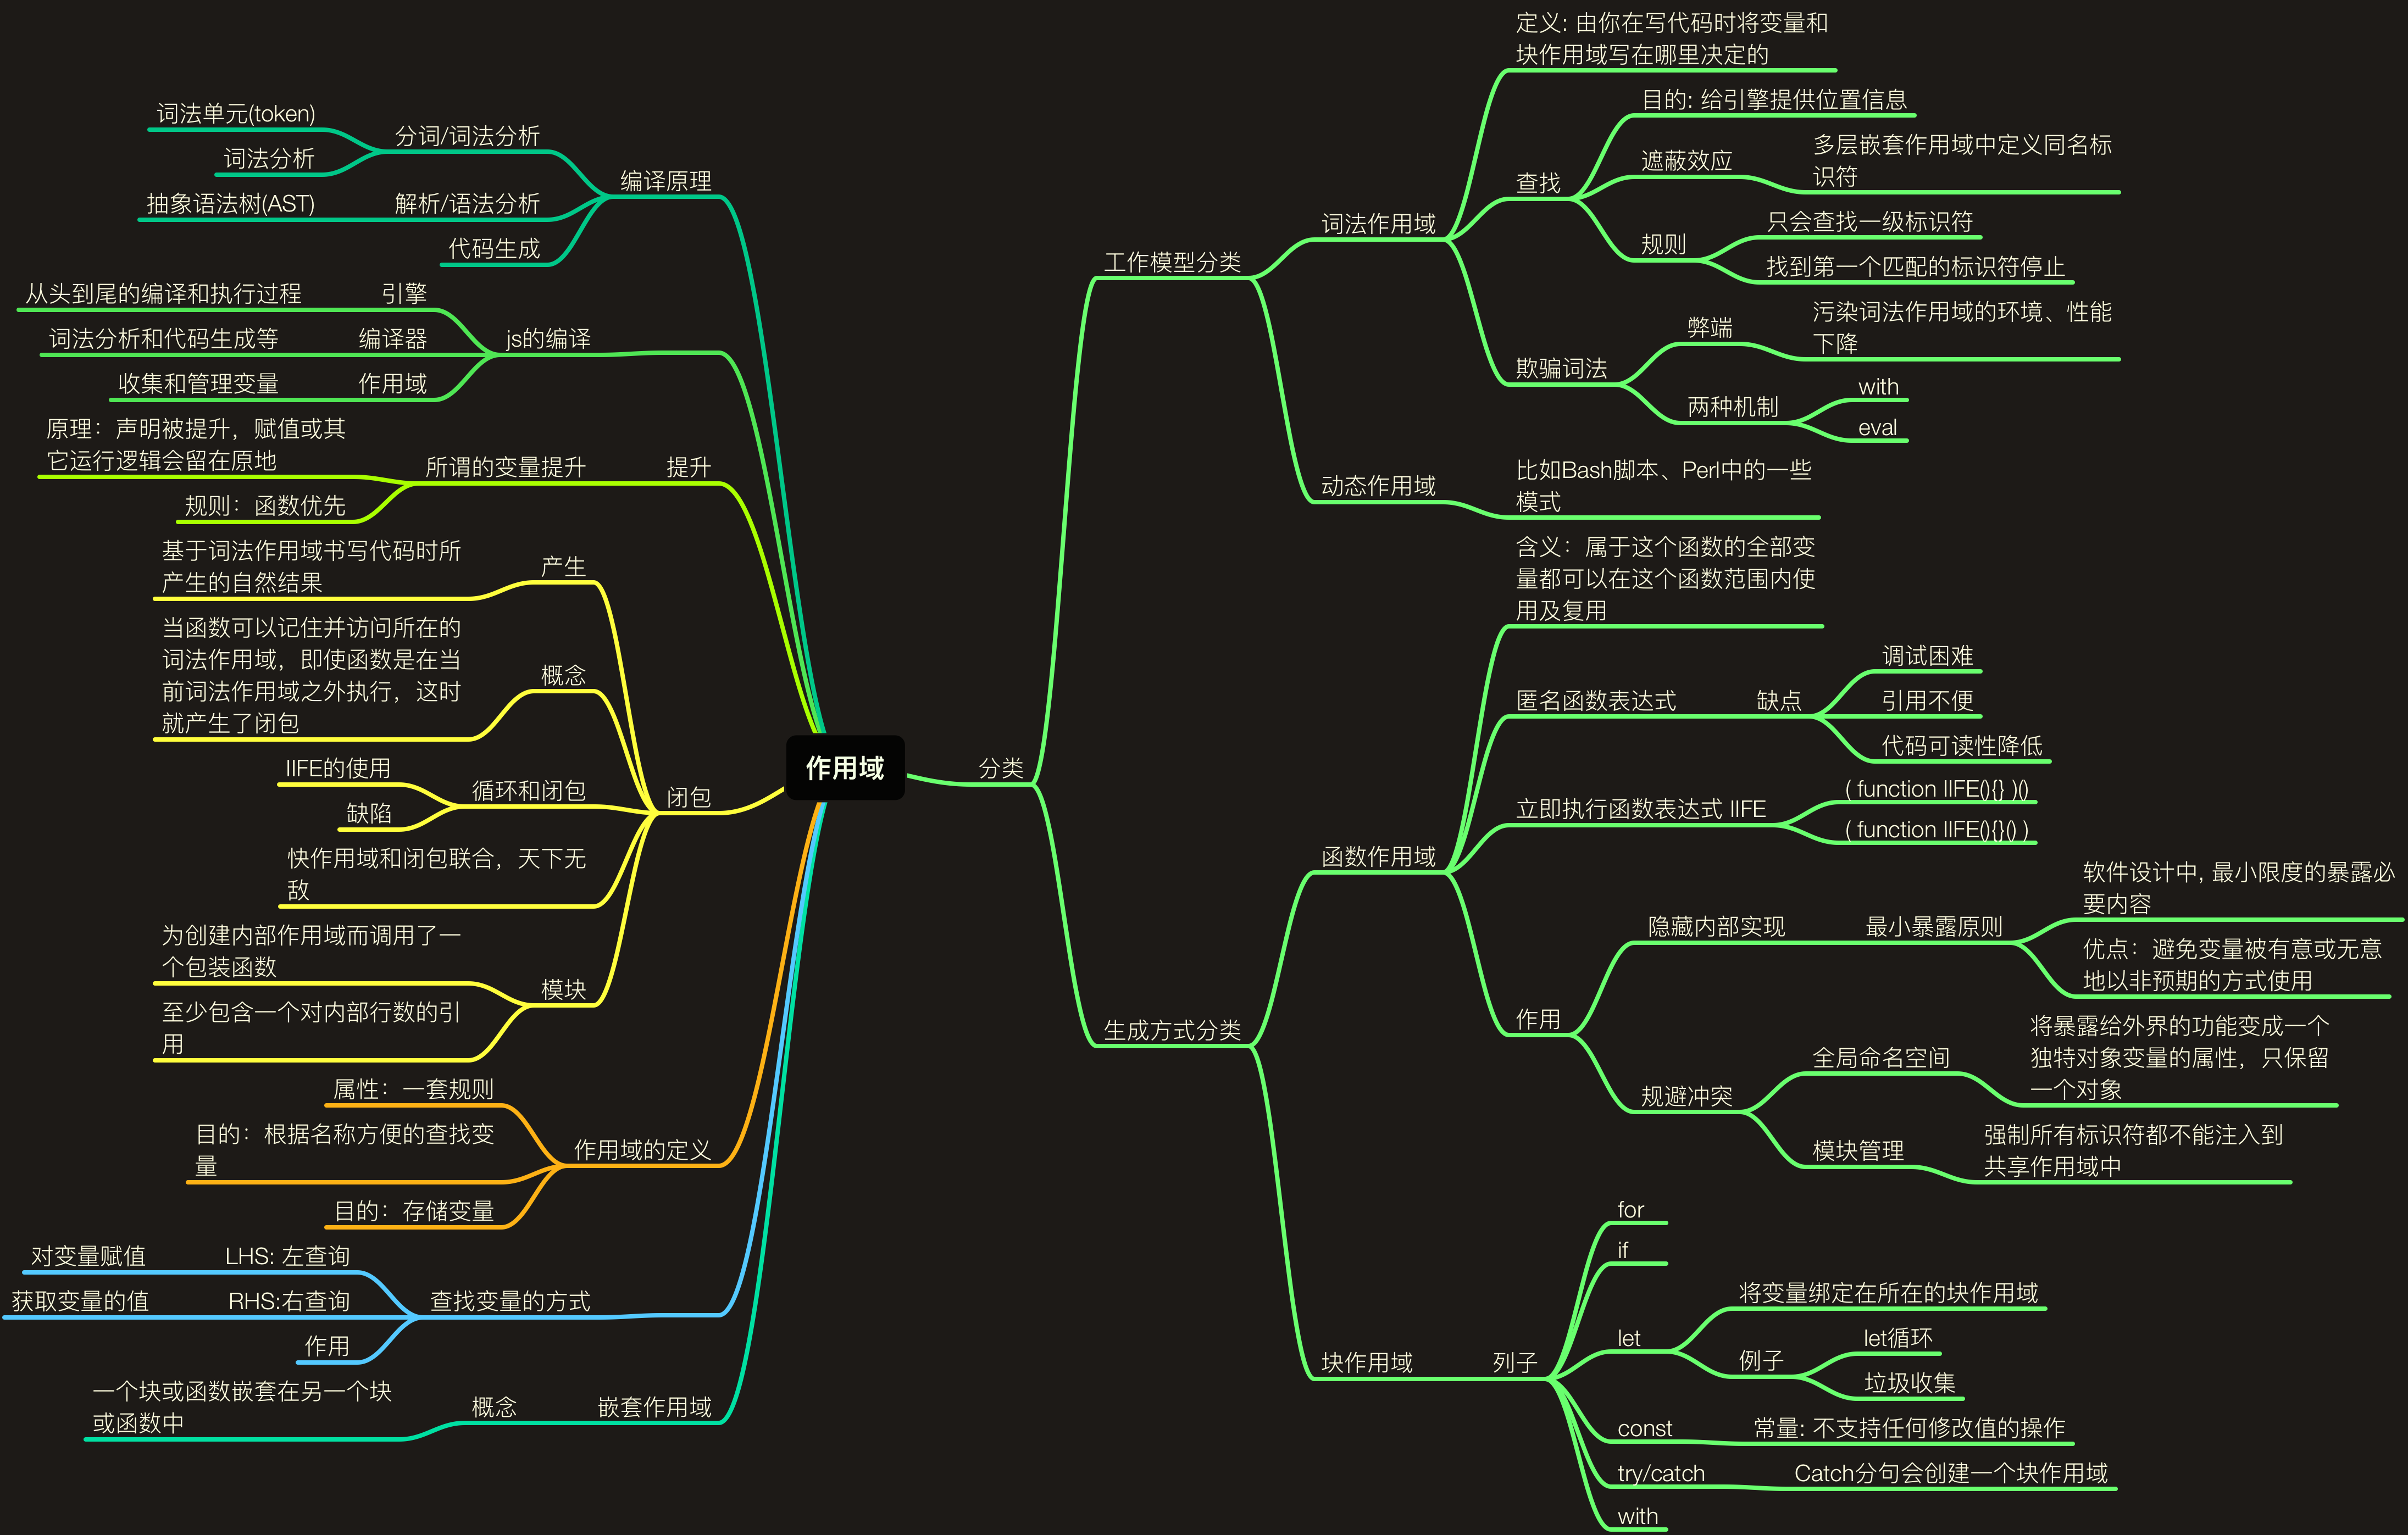 作用域
编译原理
分词/词法分析
词法单元(token)
词法分析
解析/语法分析
抽象语法树(AST)
代码生成
js的编译
引擎
从头到尾的编译和执行过程
编译器
词法分析和代码生成等
作用域
收集和管理变量
提升
所谓的变量提升
原理：声明被提升，赋值或其
它运行逻辑会留在原地
规则：函数优先
闭包
产生
基于词法作用域书写代码时所
产生的自然结果
概念
当函数可以记住并访问所在的
词法作用域，即使函数是在当
前词法作用域之外执行，这时
就产生了闭包
循环和闭包
IIFE的使用
缺陷
快作用域和闭包联合，天下无
敌
模块
为创建内部作用域而调用了一
个包装函数
至少包含一个对内部行数的引
用
作用域的定义
属性：一套规则
目的：根据名称方便的查找变
量
目的：存储变量
查找变量的方式
LHS: 左查询
对变量赋值
RHS:右查询
获取变量的值
作用
嵌套作用域
概念
一个块或函数嵌套在另一个块
或函数中
分类
工作模型分类
词法作用域
定义: 由你在写代码时将变量和
块作用域写在哪里决定的
查找
目的: 给引擎提供位置信息
遮蔽效应
多层嵌套作用域中定义同名标
识符
规则
只会查找一级标识符
找到第一个匹配的标识符停止
欺骗词法
弊端
污染词法作用域的环境、性能
下降
两种机制
with
eval
动态作用域
比如Bash脚本、Perl中的一些
模式
生成方式分类
函数作用域
含义：属于这个函数的全部变
量都可以在这个函数范围内使
用及复用
匿名函数表达式
缺点
调试困难
引用不便
代码可读性降低
立即执行函数表达式 IIFE
( function IIFE(){} )()
( function IIFE(){}() )
作用
隐藏内部实现
最小暴露原则
软件设计中, 最小限度的暴露必
要内容
优点：避免变量被有意或无意
地以非预期的方式使用
规避冲突
全局命名空间
将暴露给外界的功能变成一个
独特对象变量的属性，只保留
一个对象
模块管理
强制所有标识符都不能注入到
共享作用域中
块作用域
列子
for
if
let
将变量绑定在所在的块作用域
例子
let循环
垃圾收集
const
常量: 不支持任何修改值的操作
try/catch
Catch分句会创建一个块作用域
with